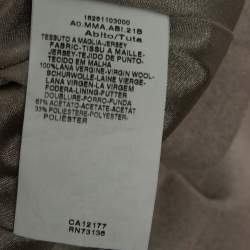 18261103000
A0.MMA.ABI.21B
Abito/Tuta
TESSUTO A MAGLIA-JERSEY
FABRIC-TISSU A MAILLE-
JERSEY-TEJIDO DE PUNTO-
TECIDO EM MALHA
100%LANA VERGINE-VIRGIN WOOL-
SCHURWOLLE-LAINE VIERGE-
LANA VIRGEN-LA VIRGEM
FODERA-LINING-FUTTER
DOUBLURE-FORRO-FUNDA
67%ACETATO-ACETATE-ACETAT
33%POLIESTERE-POLYESTER-
POLIÉSTER
CA12177
RN73136